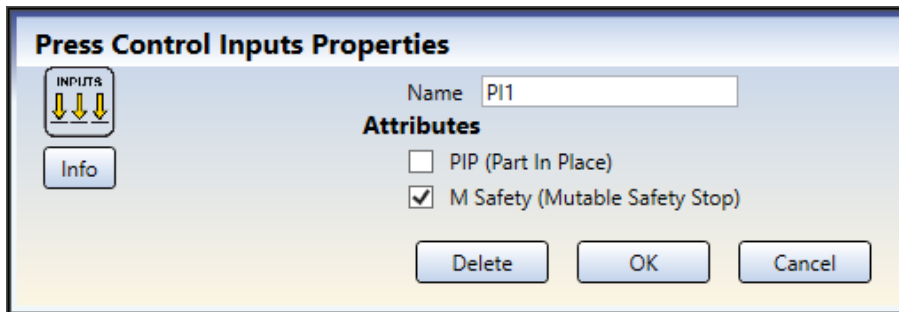 Press Control Inputs Properties
INPUTS
Name PI1
Attributes
Info
PIP (Part In Place)
M Safety (Mutable Safety Stop)
Delete OK Cancel